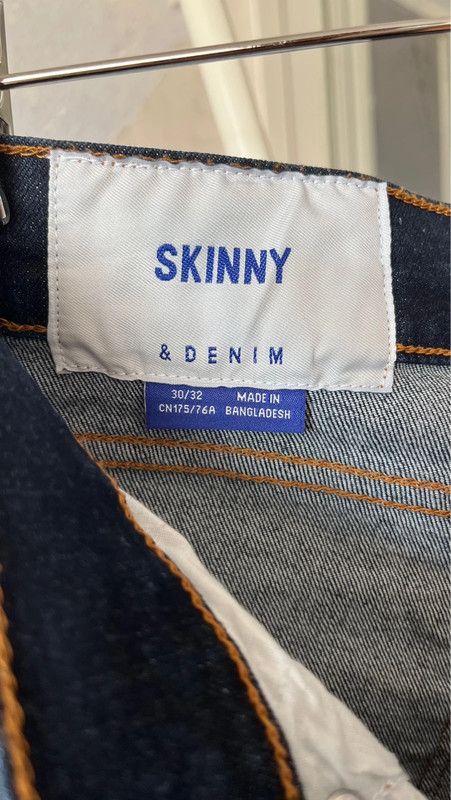 SKINNY
& DENIM
30/32 MADE IN
CN175/76A BANGLADESH